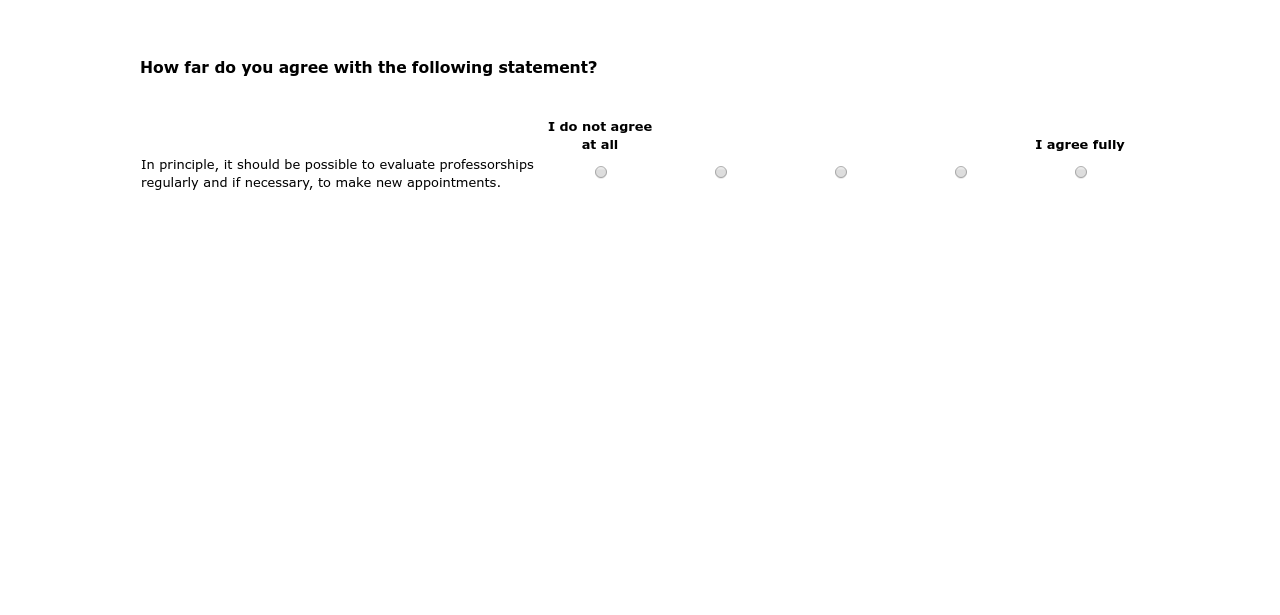 How far do you agree with the following statement?
I do not agree
at all
I agree fully
In principle, it should be possible to evaluate professorships
regularly and if necessary, to make new appointments.